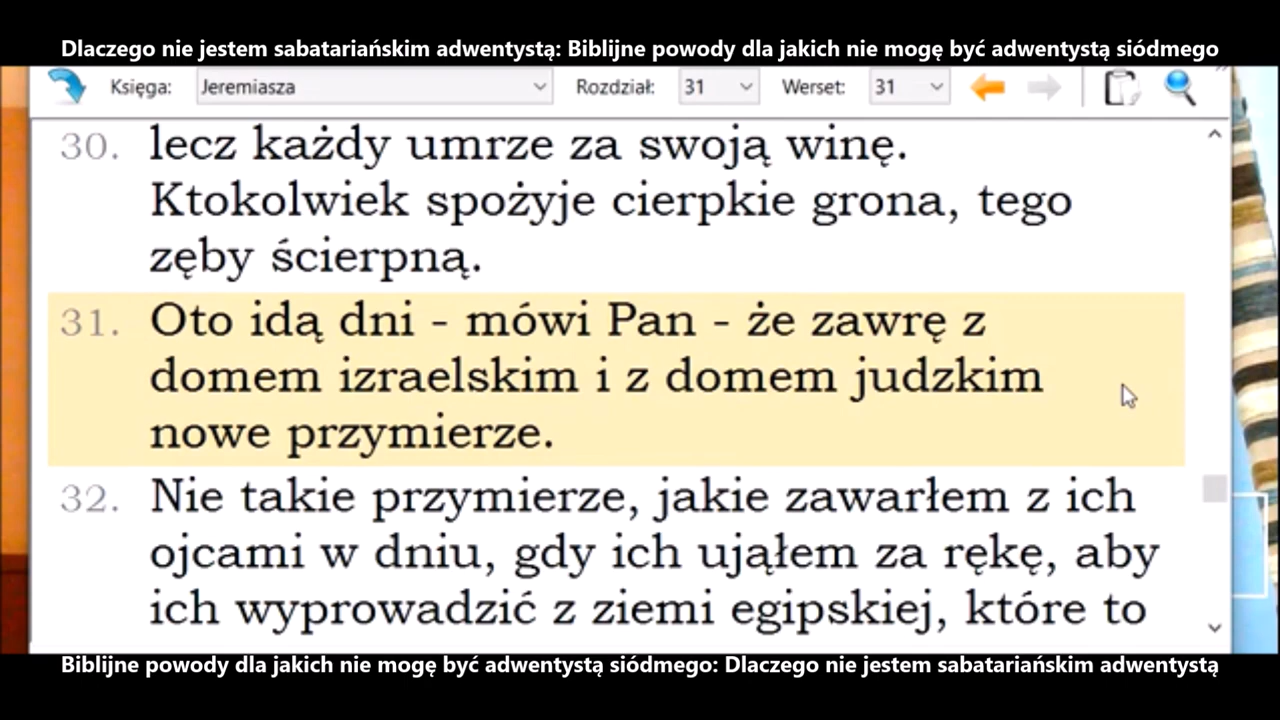 Dlaczego nie jestem sabatariańskim adwentystą: Biblijne powody dla jakich nie mogę być adwentystą siódmego
Księga: Jeremiasza Rozdział: 31 Werset: 31
30. lecz każdy umrze za swoją winę.
Ktokolwiek spożyje cierpkie grona, tego
zęby ścierpną.
31. Oto idą dni - mówi Pan - że zawrę z
domem izraelskim i z domem judzkim
nowe przymierze.
32. Nie takie przymierze, jakie zawarłem z ich
ojcami w dniu, gdy ich ująłem za rękę, aby
ich wyprowadzić z ziemi egipskiej, które to
Biblijne powody dla jakich nie mogę być adwentystą siódmego: Dlaczego nie jestem sabatariańskim adwentystą